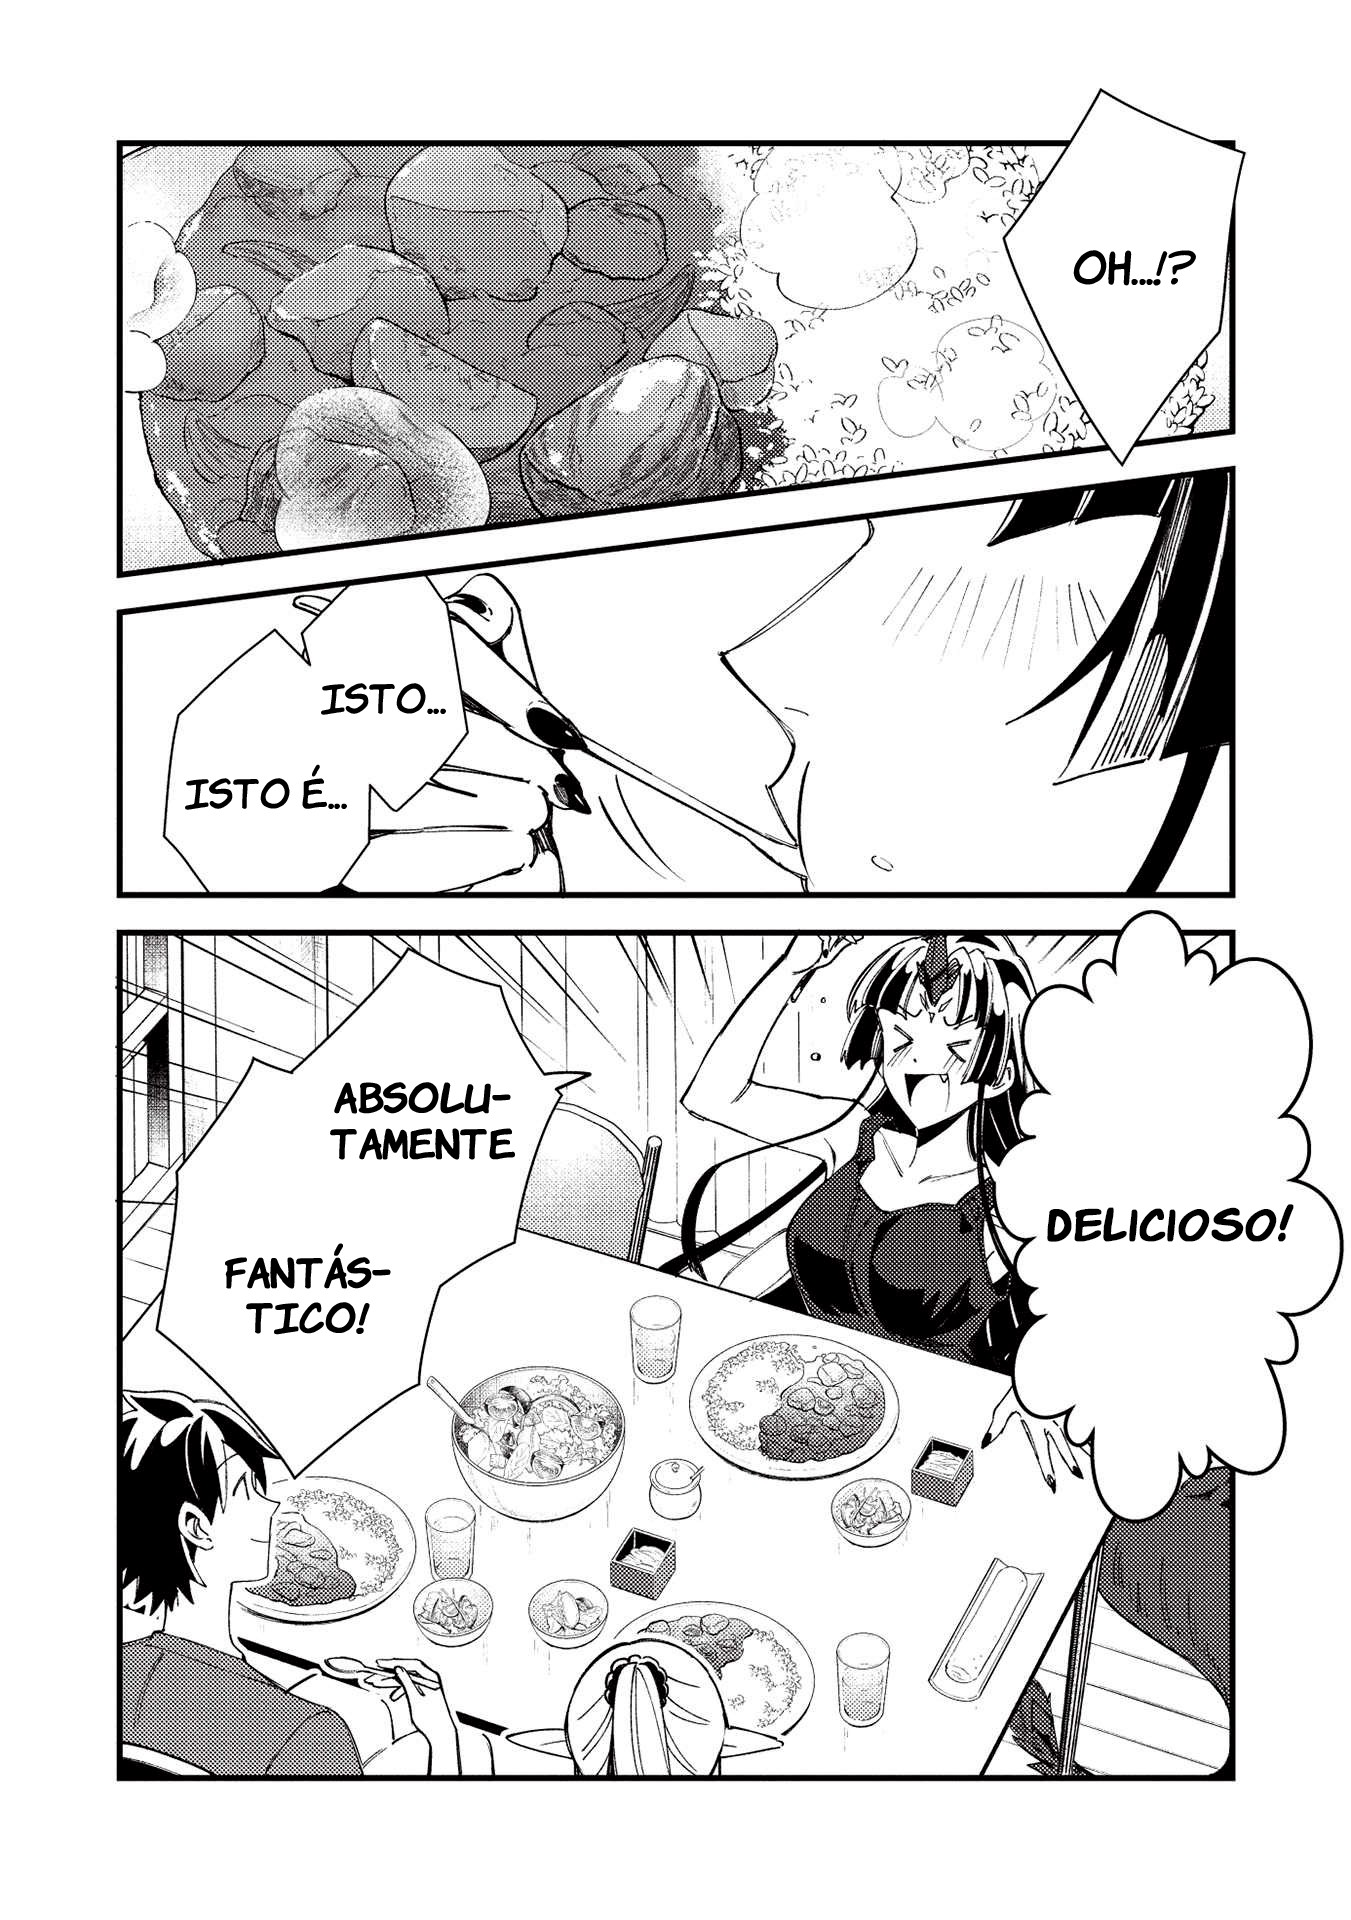 OH...!?
ISTO...
ISTO É...
DELICIOSO!
ABSOLU-
TAMENTE
FANTÁS-
TICO!